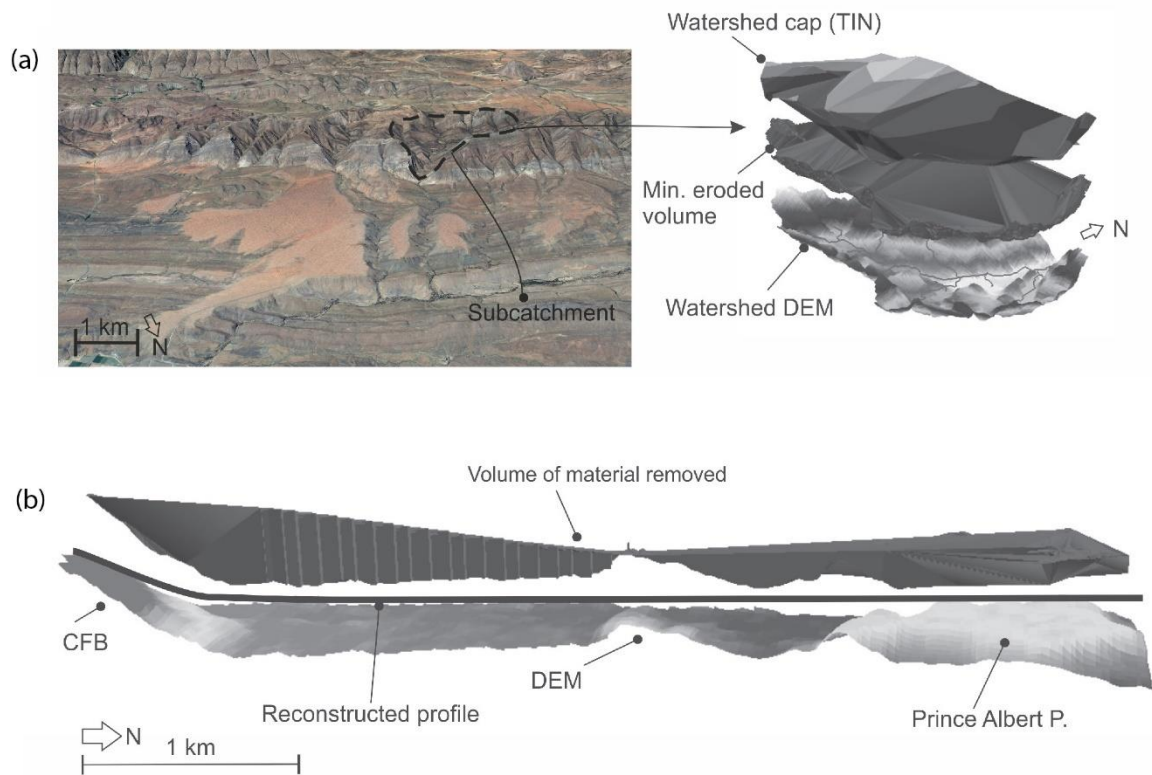 (a)
Watershed cap (TIN)
Min. eroded
volume
N
Watershed DEM
Subcatchment
1 km
N
(b)
Volume of material removed
CFB
DEM
Reconstructed profile
Prince Albert P.
N
1 km